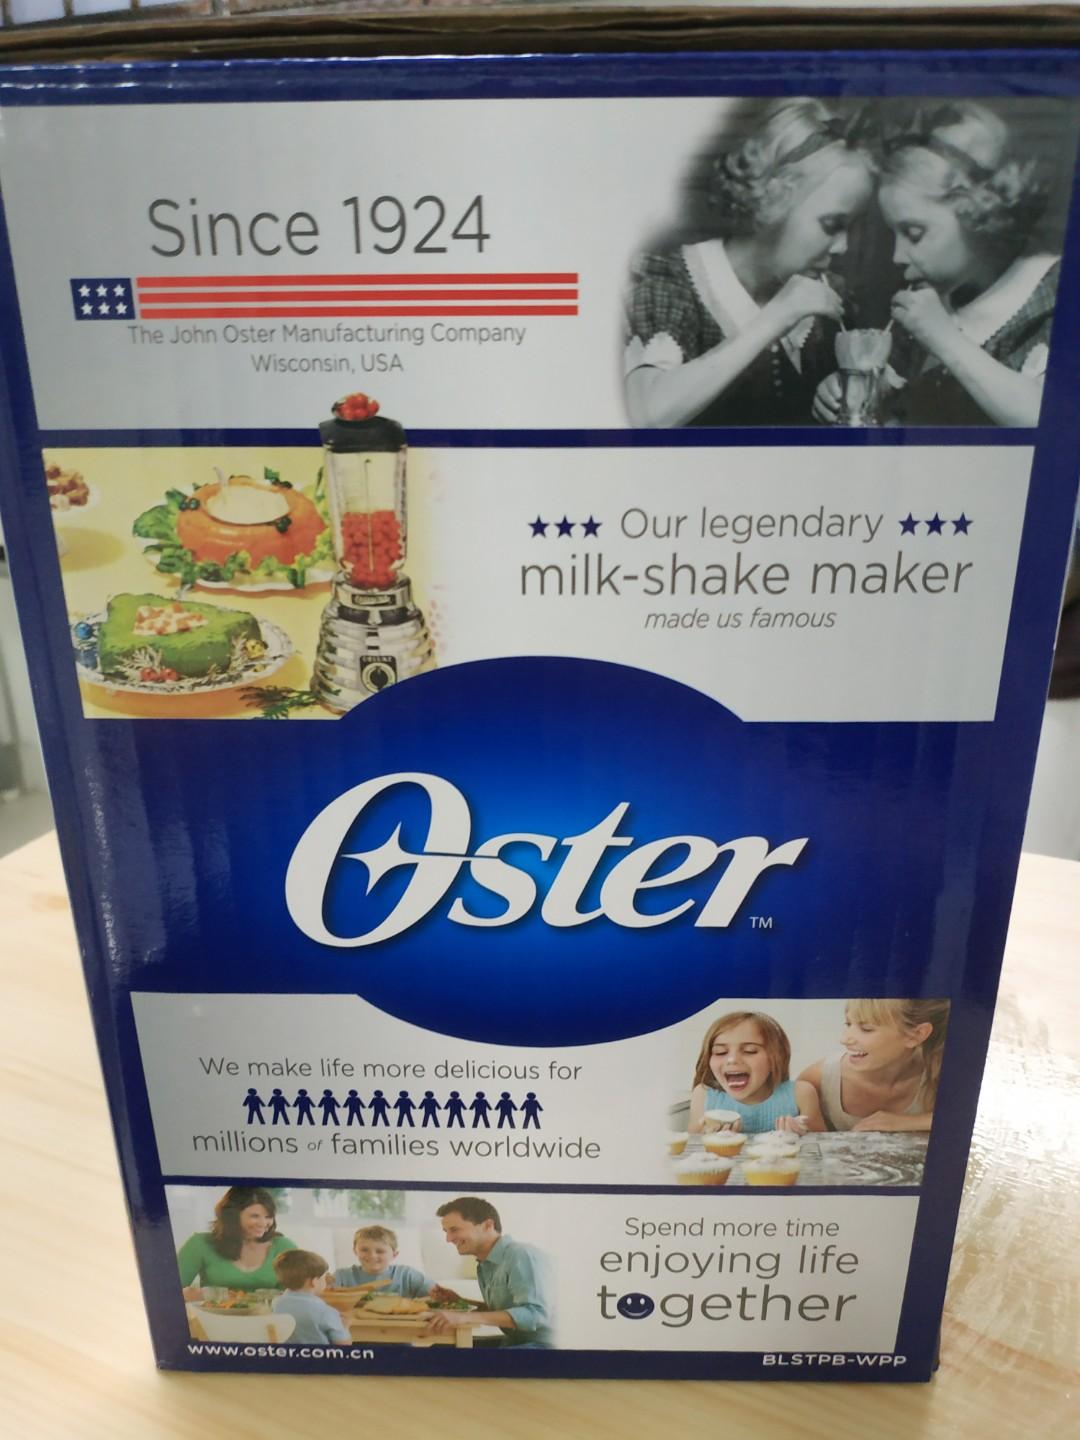 Since 1924
The John Oster Manufacturing Company
Wisconsin, USA
Our legendary
milk-shake maker
made us famous
Oster™
We make life more delicious for
millions of families worldwide
Spend more time
enjoying life
together
www.oster.com.cn
BLSTPB-WPP